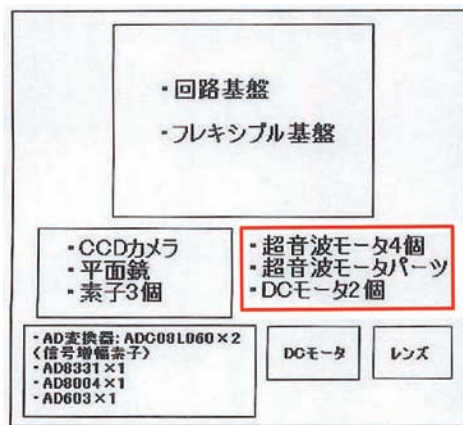 ・回路基盤
・フレキシブル基盤
・CCDカメラ
・平面鏡
・素子3個
・超音波モータ4個
・超音波モータパーツ
・DCモータ2個
・AD変換器:ADC08L060×2
〈信号増幅素子〉
・AD8331×1
・AD8004×1
・AD603×1
DCモータ
レンズ